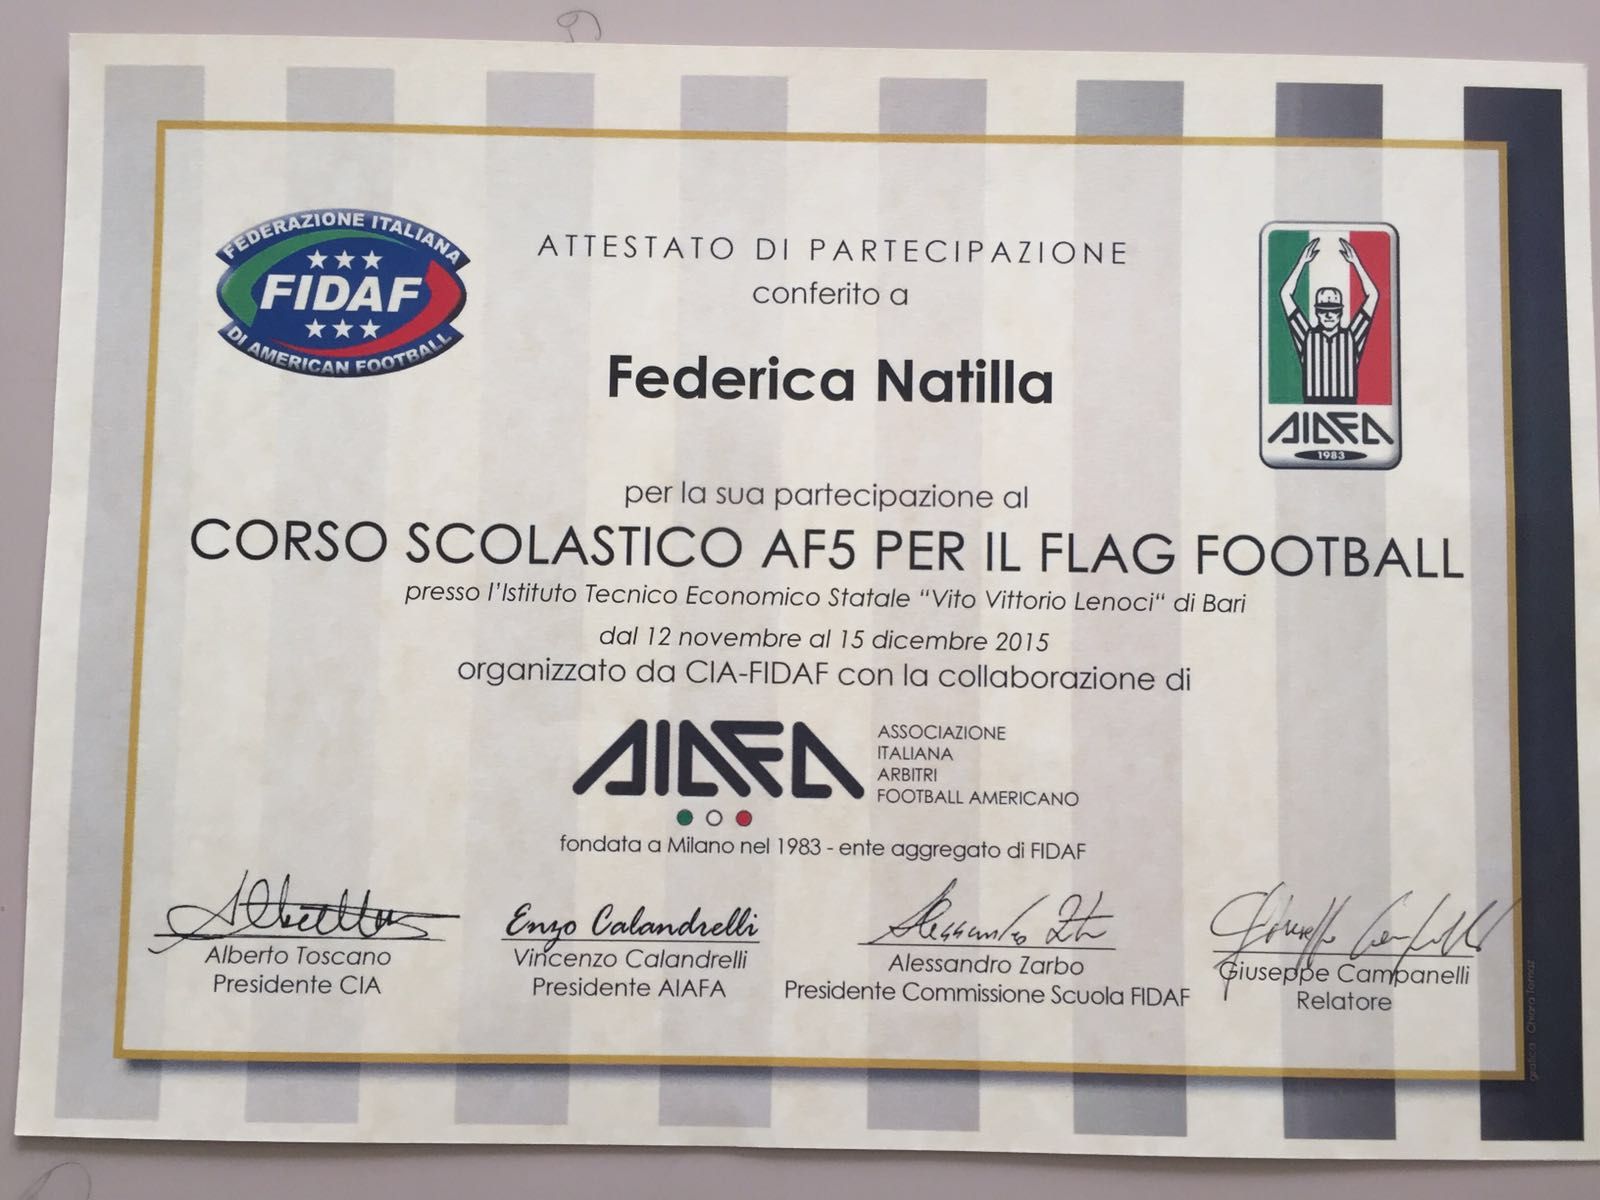 FEDERAZIONE ITALIANA
FIDAF
DI AMERICAN FOOTBALL
ATTESTATO DI PARTECIPAZIONE
conferito a
Federica Natilla
AIAFA
1983
per la sua partecipazione al
CORSO SCOLASTICO AF5 PER IL FLAG FOOTBALL
presso l'Istituto Tecnico Economico Statale "Vito Vittorio Lenoci" di Bari
dal 12 novembre al 15 dicembre 2015
organizzato da CIA-FIDAF con la collaborazione di
AIAFA
ASSOCIAZIONE
ITALIANA
ARBITRI
FOOTBALL AMERICANO
fondata a Milano nel 1983 - ente aggregato di FIDAF
Enzo Calandrelli
Alberto Toscano
Presidente CIA
Vincenzo Calandrelli
Presidente AIAFA
Alessandro Zarbo
Presidente Commissione Scuola FIDAF
Giuseppe Campanelli
Relatore
grafica: Chiara Ternaz